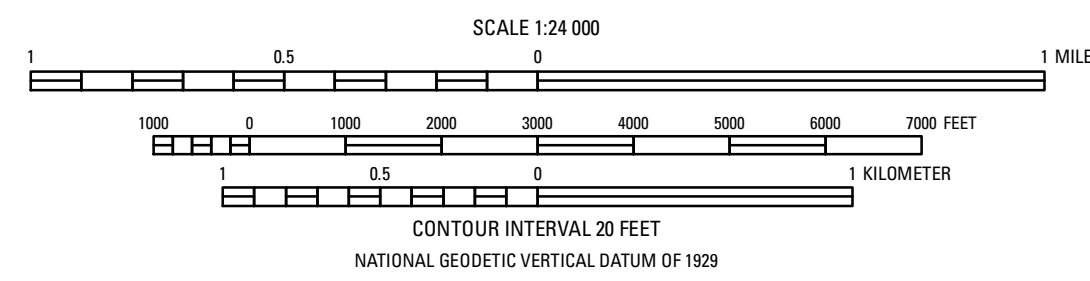 SCALE 1:24 000
1 0.5 0 1 MILE
1000 0 1000 2000 3000 4000 5000 6000 7000 FEET
1 0.5 0 1 KILOMETER
CONTOUR INTERVAL 20 FEET
NATIONAL GEODETIC VERTICAL DATUM OF 1929